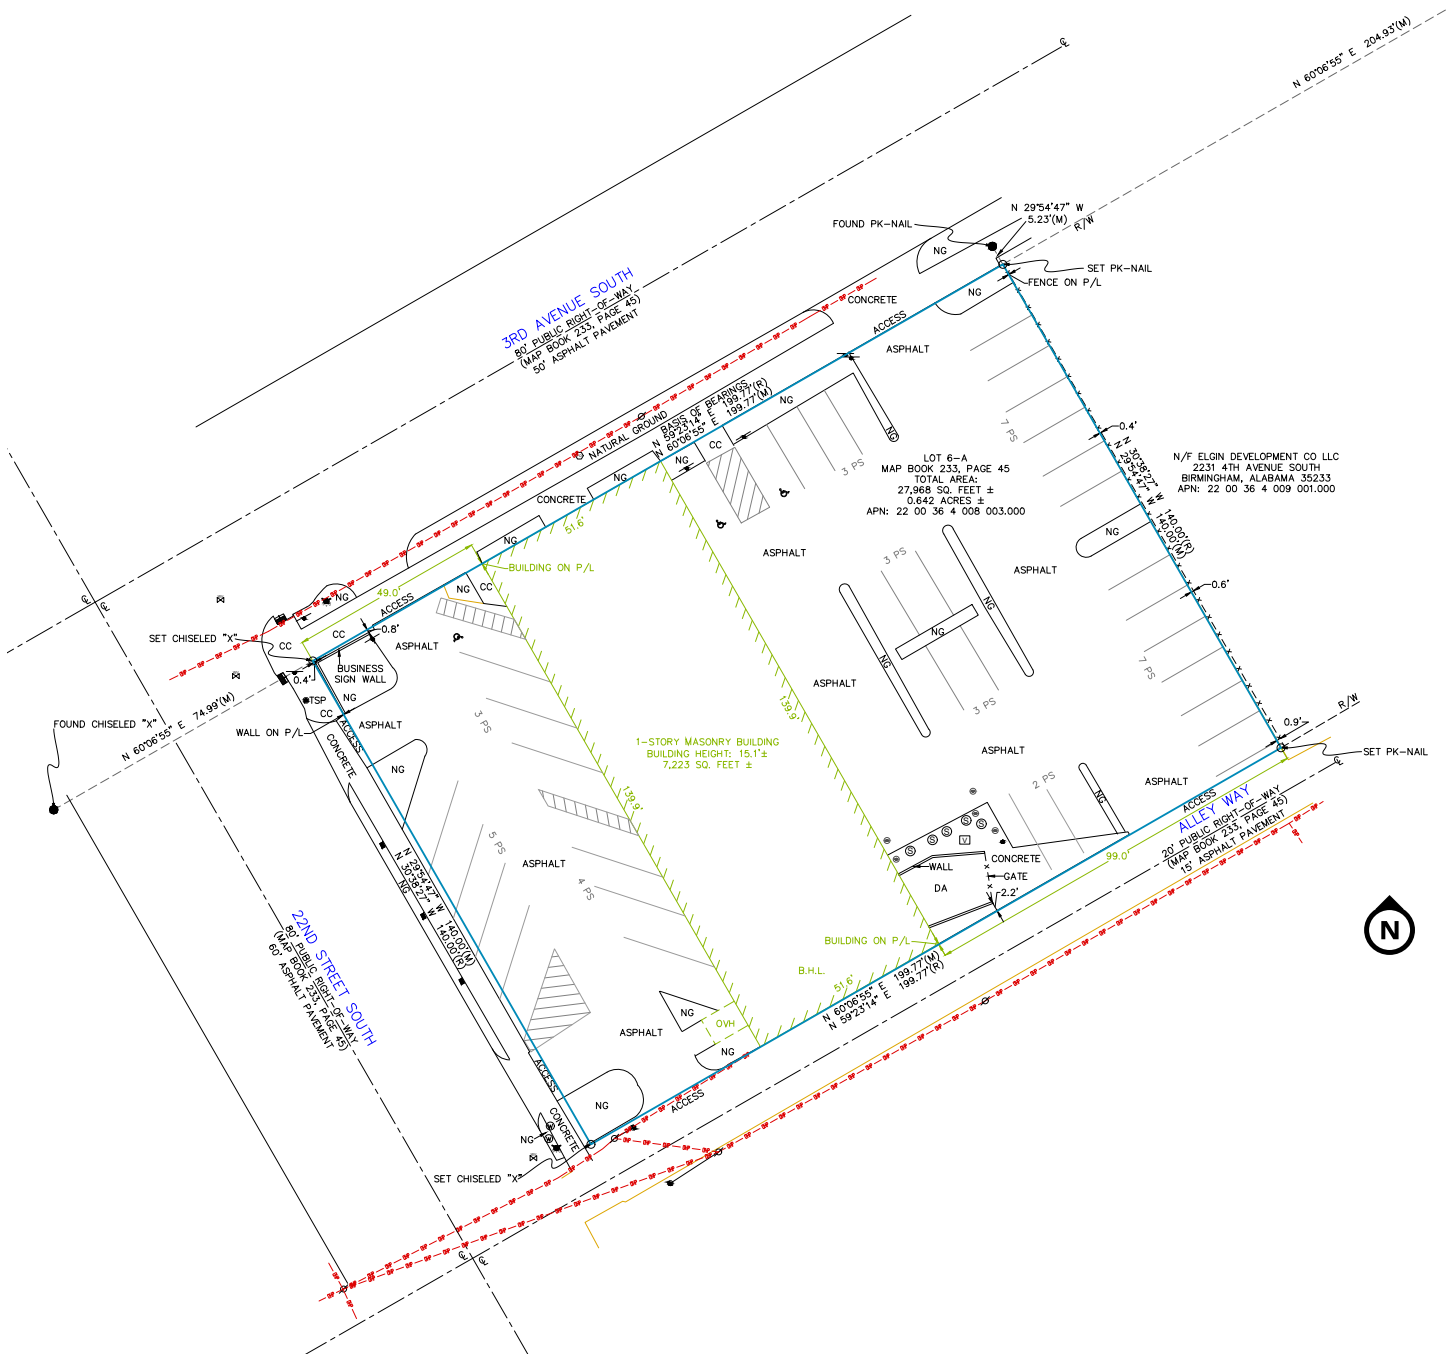 N 60°06'55" E 204.93'(M)
℄
N 29°54'47" W
5.23'(M)
R/W
FOUND PK-NAIL
NG
SET PK-NAIL
FENCE ON P/L
NG
3RD AVENUE SOUTH
80' PUBLIC RIGHT-OF-WAY
(MAP BOOK 233, PAGE 45)
50' ASPHALT PAVEMENT
CONCRETE
ACCESS
ASPHALT
BASIS OF BEARINGS
N 59°23'14" E 199.77'(R)
N 60°06'55" E 199.77'(M)
NATURAL GROUND
NG
NG
CC
NG
3 PS
7 PS
0.4'
N 30°38'27" W 140.00'(R)
N 29°54'47" W 140.00'(M)
LOT 6-A
MAP BOOK 233, PAGE 45
TOTAL AREA:
27,968 SQ. FEET ±
0.642 ACRES ±
APN: 22 00 36 4 008 003.000
N/F ELGIN DEVELOPMENT CO LLC
2231 4TH AVENUE SOUTH
BIRMINGHAM, ALABAMA 35233
APN: 22 00 36 4 009 001.000
NG
CONCRETE
NG
51.6'
NG
ASPHALT
3 PS
ASPHALT
NG
BUILDING ON P/L
49.0'
NG
CC
ACCESS
NG
0.6'
℄
℄
NG
NG
SET CHISELED "X"
CC
CC
0.8'
ASPHALT
BUSINESS
SIGN WALL
0.4'
NG
TSP
CC
NG
7 PS
ASPHALT
3 PS
139.9'
N 60°06'55" E 74.99'(M)
FOUND CHISELED "X"
WALL ON P/L
ACCESS
ASPHALT
3 PS
R/W
0.9'
SET PK-NAIL
℄
1-STORY MASONRY BUILDING
BUILDING HEIGHT: 15.1'±
7,223 SQ. FEET ±
ASPHALT
CONCRETE
NG
2 PS
NG
ASPHALT
ACCESS
139.9'
ALLEY WAY
20' PUBLIC RIGHT-OF-WAY
(MAP BOOK 233, PAGE 45)
15' ASPHALT PAVEMENT
S
S
S
S
V
5 PS
ASPHALT
WALL
CONCRETE
GATE
99.0'
DA
2.2'
N 29°54'47" W 140.00'(M)
N 30°38'27" W 140.00'(R)
NG
4 PS
22ND STREET SOUTH
80' PUBLIC RIGHT-OF-WAY
(MAP BOOK 233, PAGE 45)
60' ASPHALT PAVEMENT
BUILDING ON P/L
N
B.H.L.
51.6'
N 60°06'55" E 199.77'(M)
N 59°23'14" E 199.77'(R)
NG
OVH
ASPHALT
NG
ACCESS
NG
ACCESS
CONCRETE
NG
SET CHISELED "X"
℄
℄